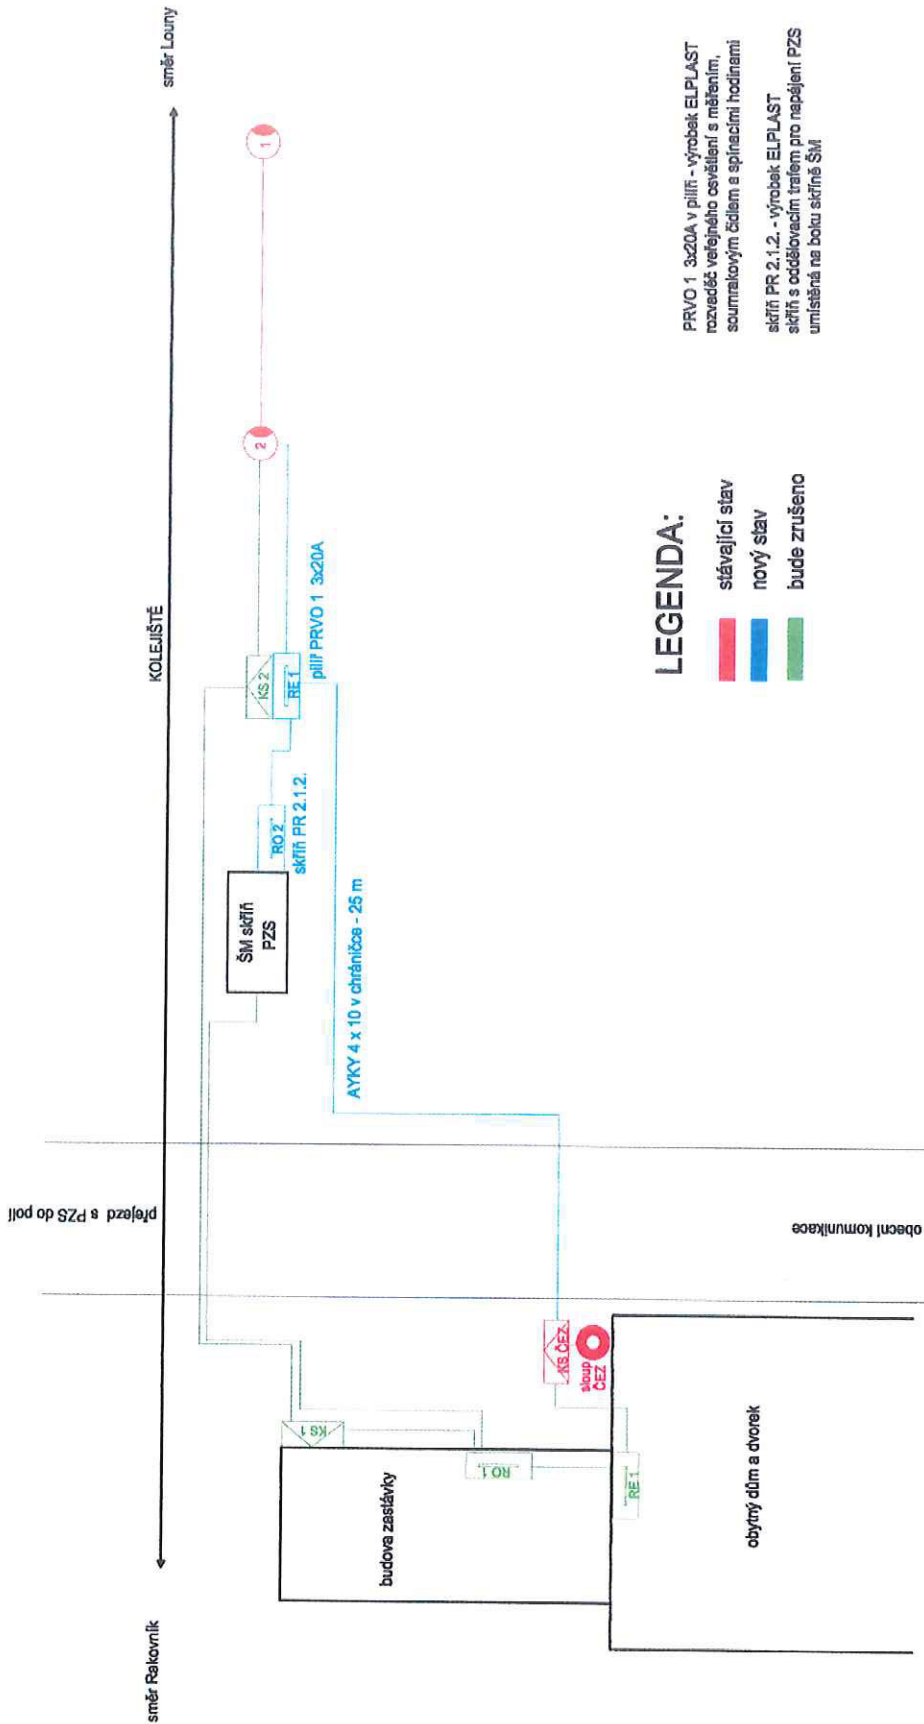 směr Rakovník
směr Louny
KOLEJIŠTĚ
přejezd s PZS do polí
1
2
KS 2
RE 1
pilíř PRVO 1 3x20A
RO 2
skříň PR 2.1.2.
ŠM skříň
PZS
AYKY 4 x 10 v chráničce - 25 m
KS 1
RO 1
budova zastávky
KS ČEZ
sloup
ČEZ
RE 1
obytný dům a dvorek
obecní komunikace
LEGENDA:
stávající stav
nový stav
bude zrušeno
PRVO 1 3x20A v pilíři - výrobek ELPLAST
rozvaděč veřejného osvětlení s měřením,
soumrakovým čidlem a spínacími hodinami
skříň PR 2.1.2. - výrobek ELPLAST
skříň s oddělovacím trafem pro napájení PZS
umístěná na boku skříně ŠM